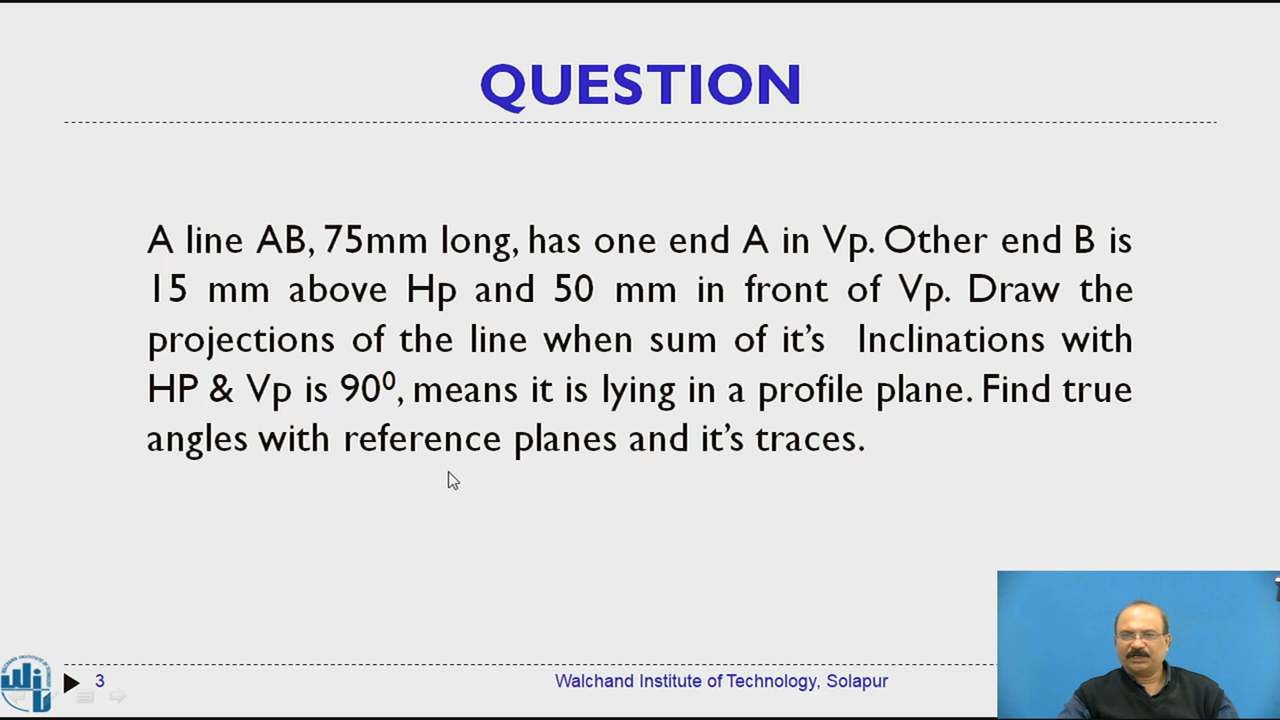 QUESTION
A line AB, 75mm long, has one end A in Vp. Other end B is
15 mm above Hp and 50 mm in front of Vp. Draw the
projections of the line when sum of it's Inclinations with
HP & Vp is 90⁰, means it is lying in a profile plane. Find true
angles with reference planes and it's traces.
3
Walchand Institute of Technology, Solapur